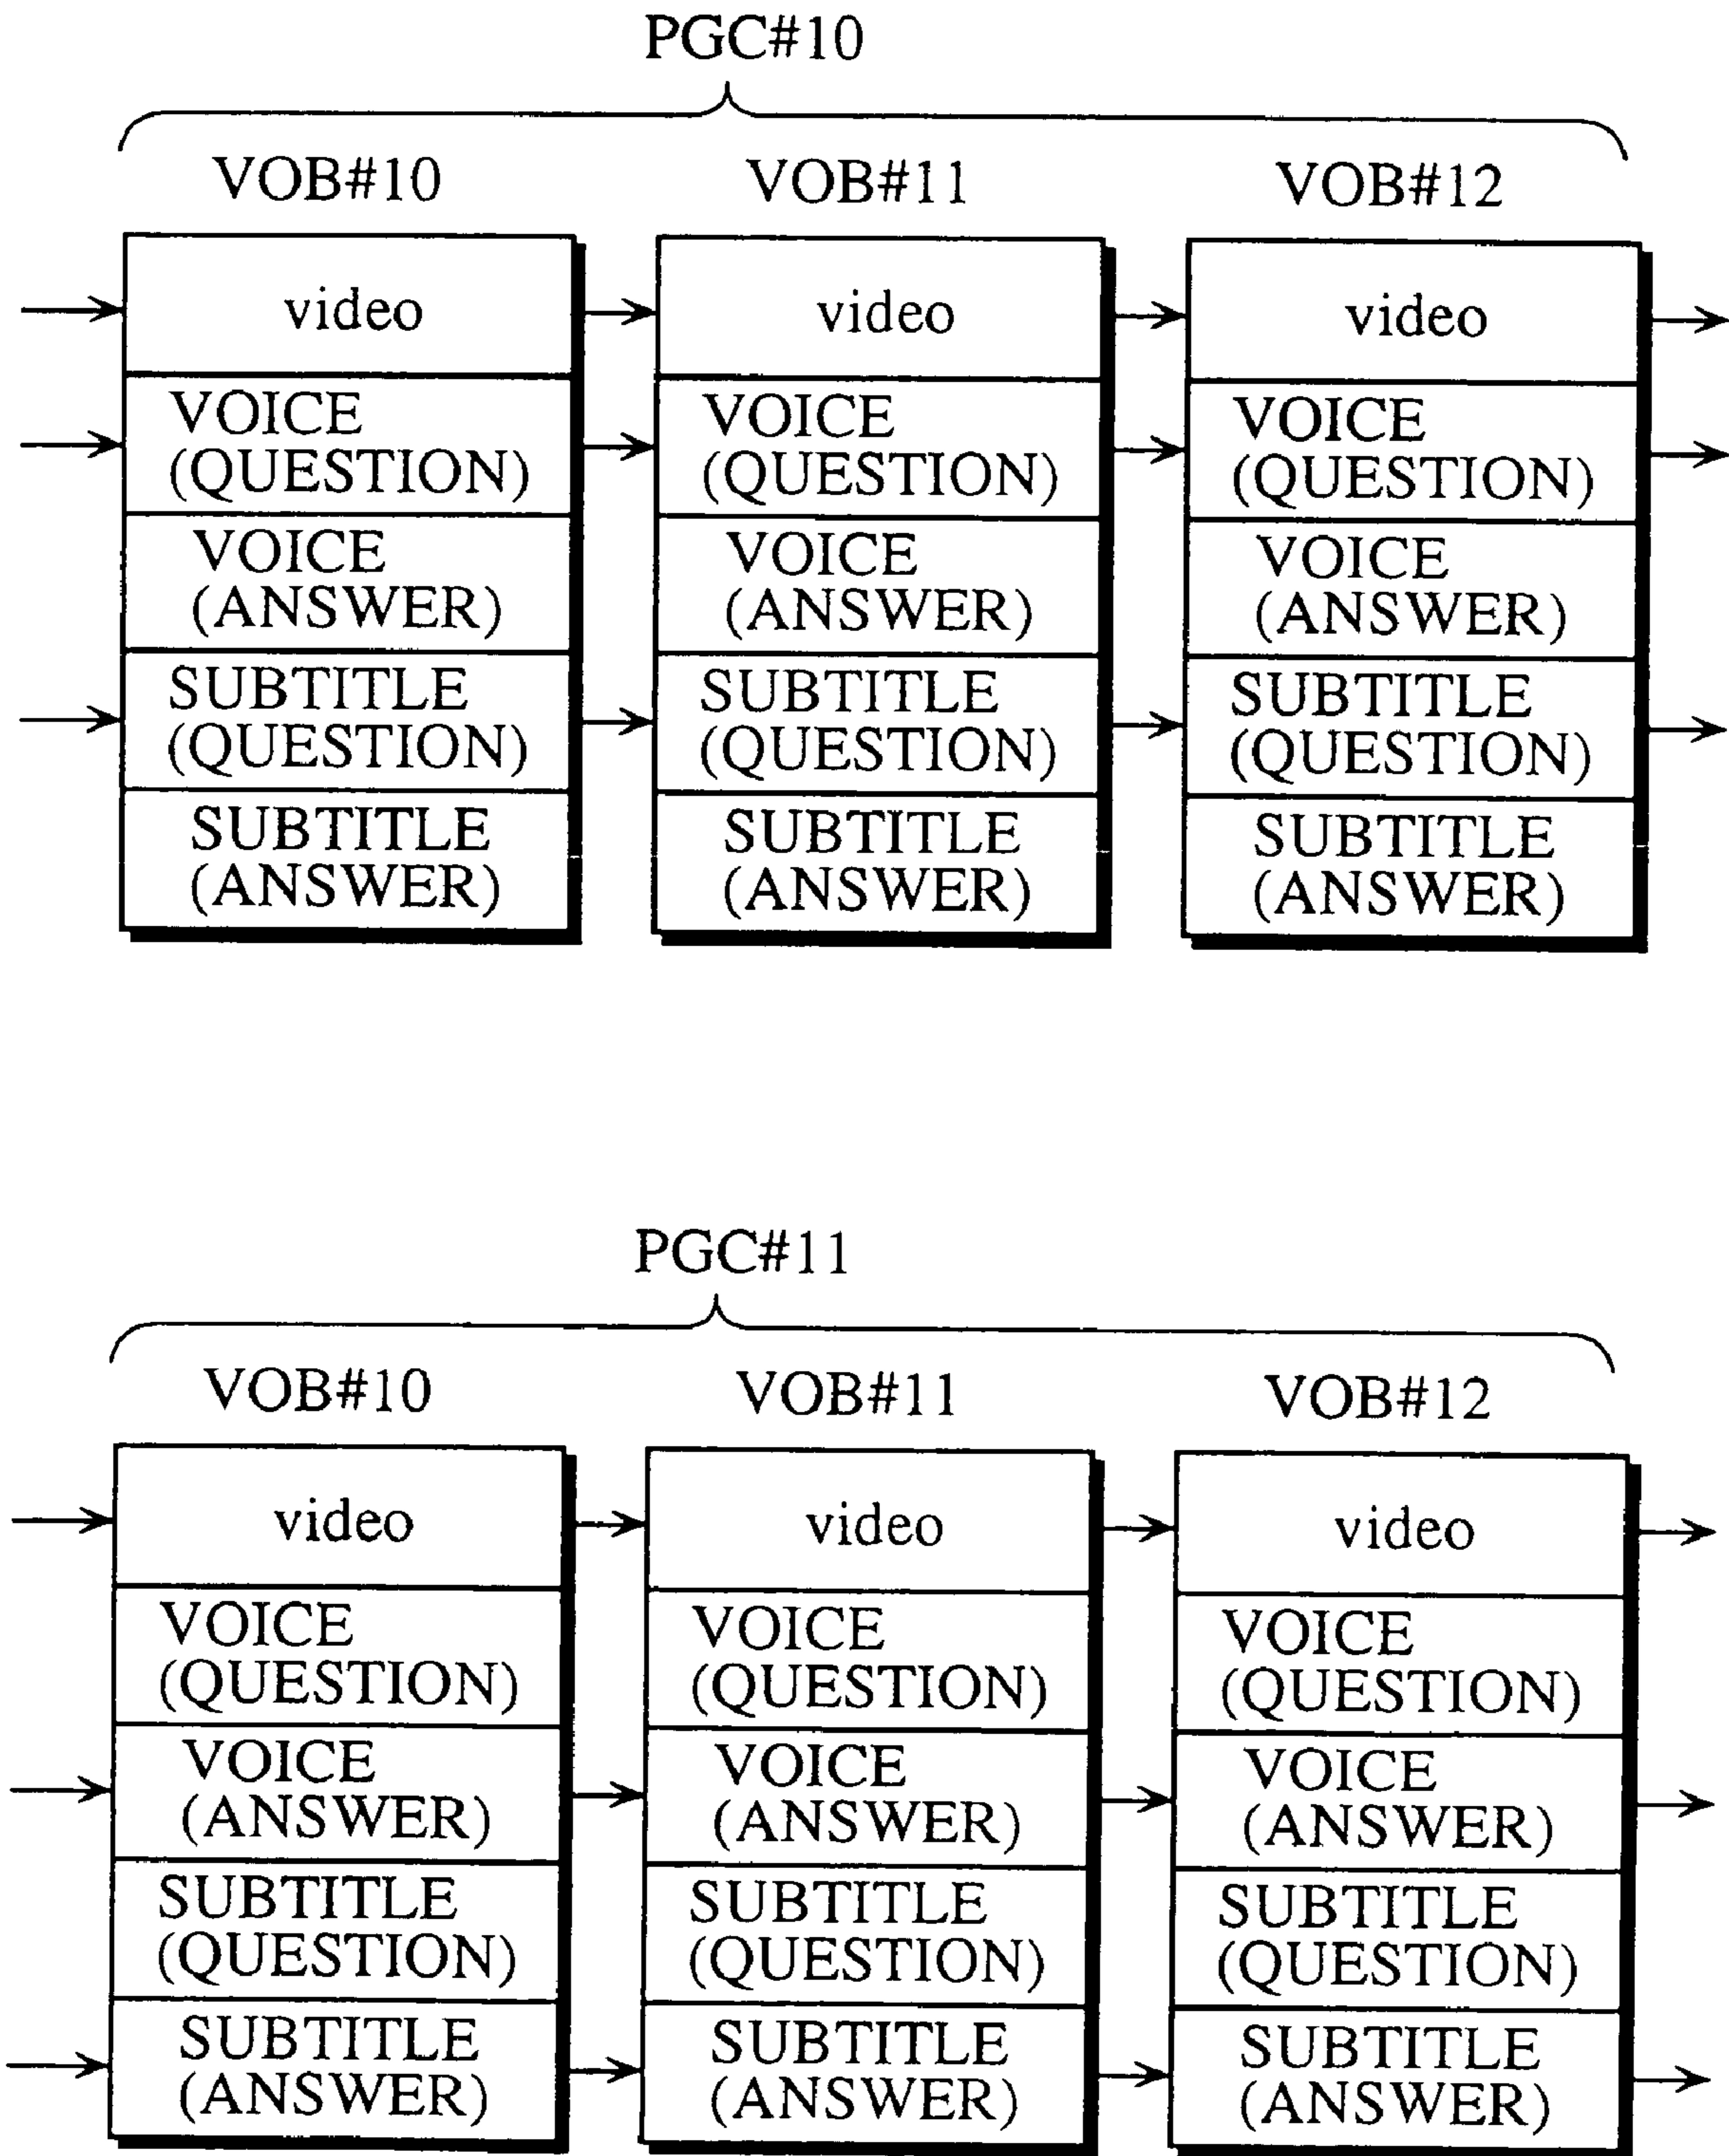 PGC#10
VOB#10 VOB#11 VOB#12
video video video
VOICE VOICE VOICE
(QUESTION) (QUESTION) (QUESTION)
VOICE VOICE VOICE
(ANSWER) (ANSWER) (ANSWER)
SUBTITLE SUBTITLE SUBTITLE
(QUESTION) (QUESTION) (QUESTION)
SUBTITLE SUBTITLE SUBTITLE
(ANSWER) (ANSWER) (ANSWER)
PGC#11
VOB#10 VOB#11 VOB#12
video video video
VOICE VOICE VOICE
(QUESTION) (QUESTION) (QUESTION)
VOICE VOICE VOICE
(ANSWER) (ANSWER) (ANSWER)
SUBTITLE SUBTITLE SUBTITLE
(QUESTION) (QUESTION) (QUESTION)
SUBTITLE SUBTITLE SUBTITLE
(ANSWER) (ANSWER) (ANSWER)